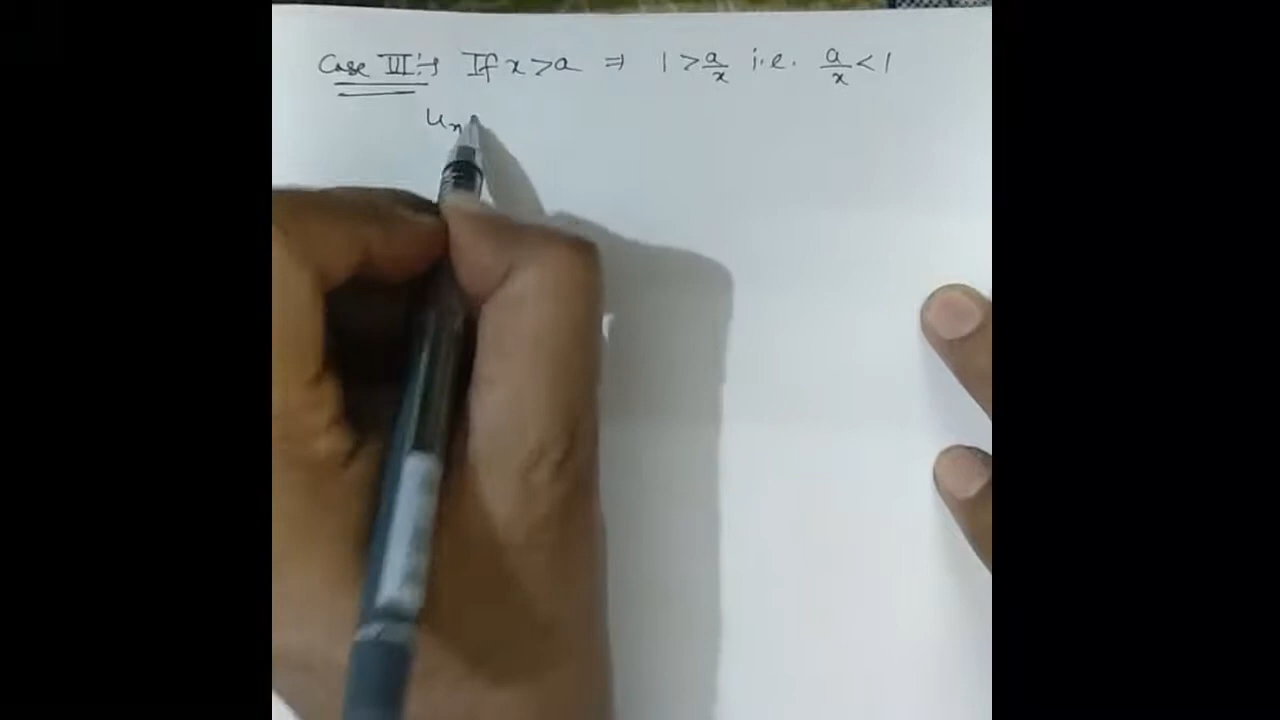 Case III :→ If x > a ⇒ 1 > a/x i.e. a/x < 1
un